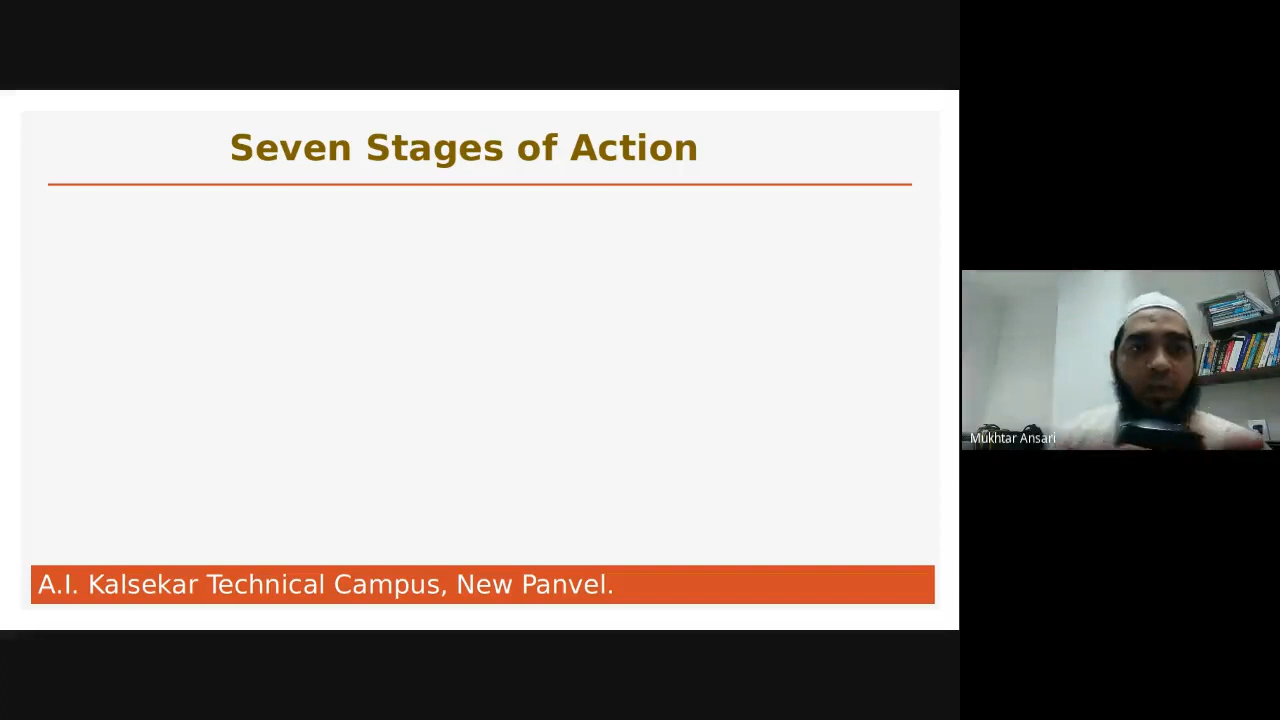 Seven Stages of Action
A.I. Kalsekar Technical Campus, New Panvel.
Mukhtar Ansari